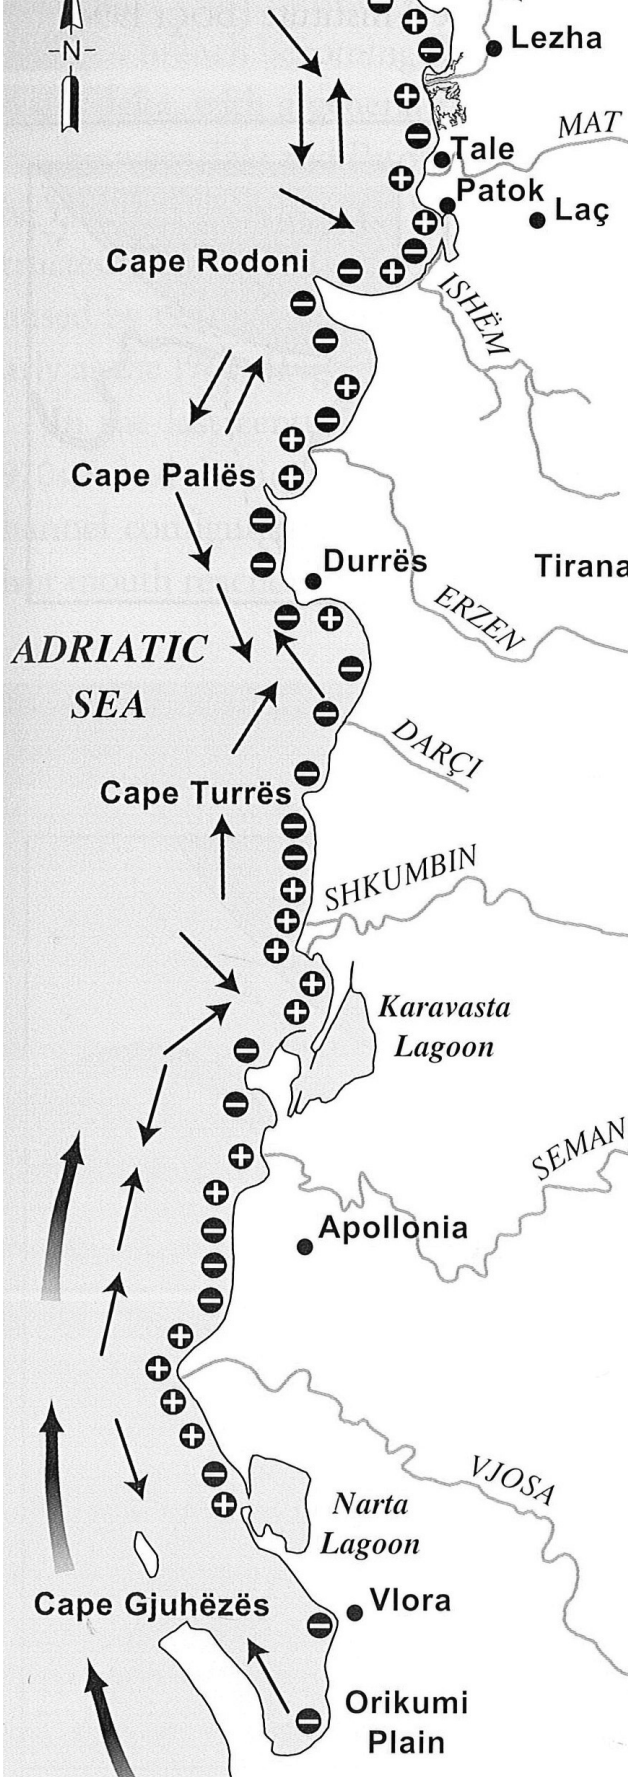 Lezha
-N-
MAT
Tale
Patok
Laç
Cape Rodoni
ISHËM
Cape Pallës
Durrës
Tirana
ERZEN
ADRIATIC
SEA
DARÇI
Cape Turrës
SHKUMBIN
Karavasta
Lagoon
SEMAN
Apollonia
VJOSA
Narta
Lagoon
Cape Gjuhëzës
Vlora
Orikumi
Plain